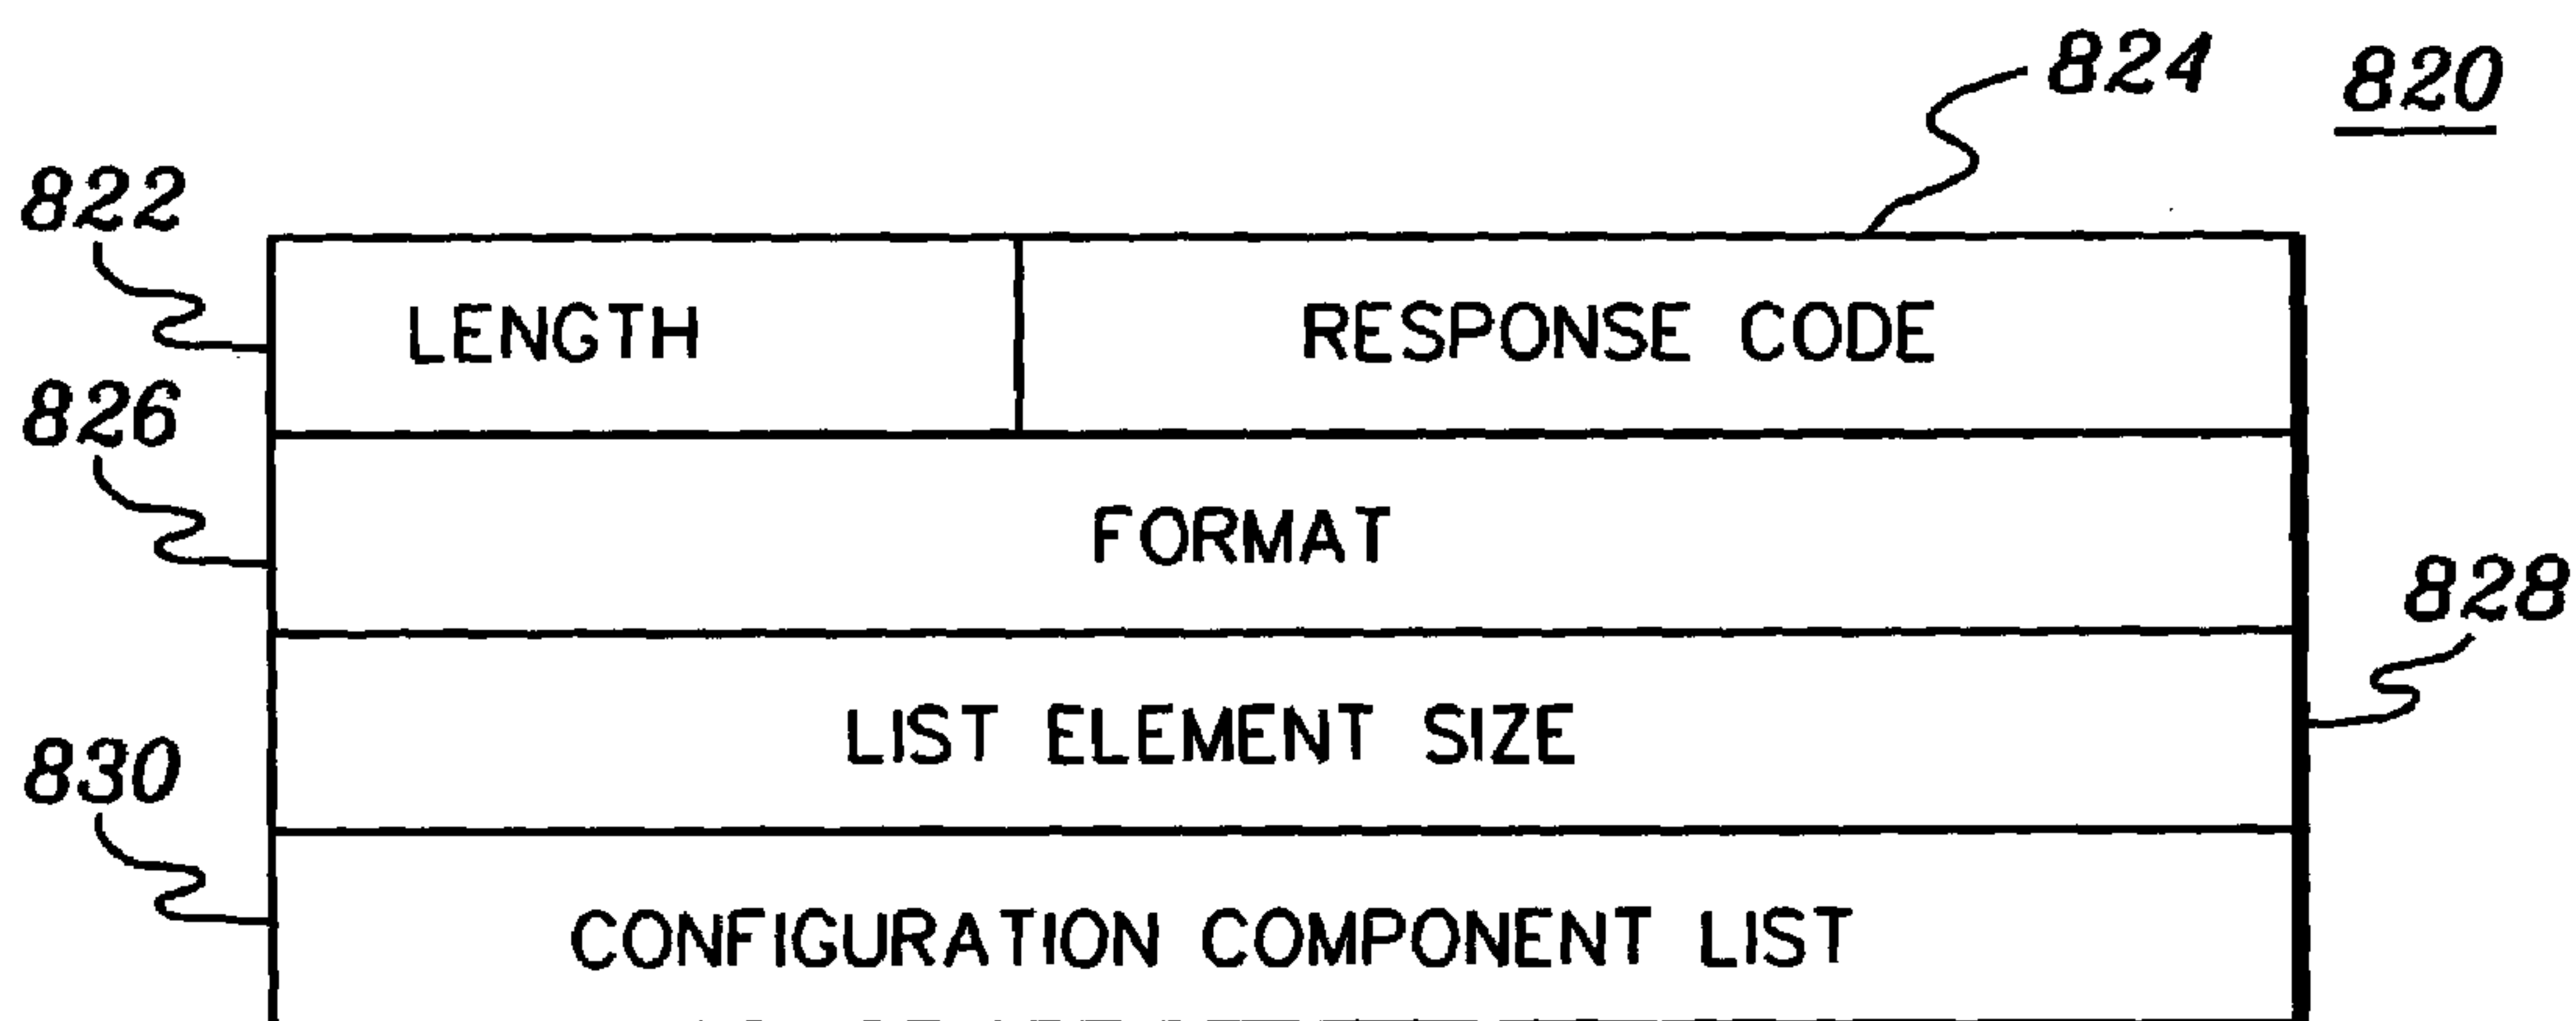 824
820
822
LENGTH
RESPONSE CODE
826
FORMAT
828
LIST ELEMENT SIZE
830
CONFIGURATION COMPONENT LIST